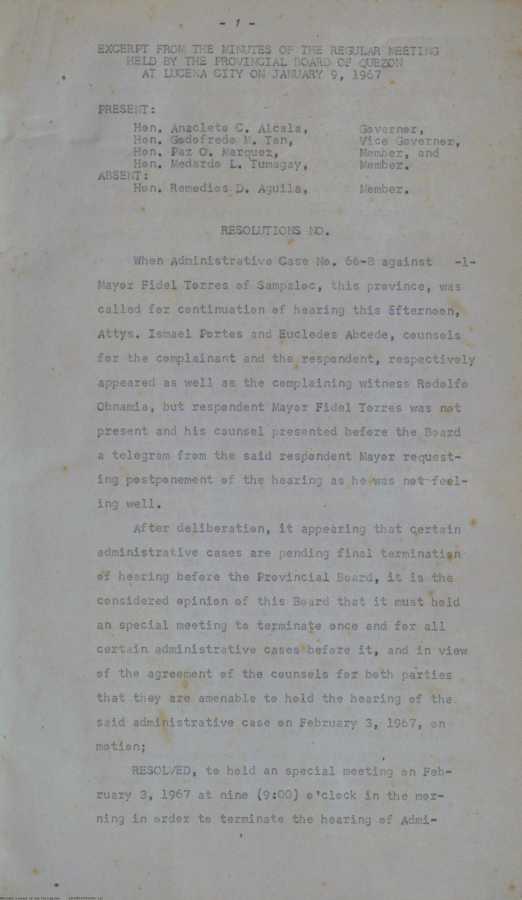 - 1 -
EXCERPT FROM THE MINUTES OF THE REGULAR MEETING
HELD BY THE PROVINCIAL BOARD OF QUEZON
AT LUCENA CITY ON JANUARY 9, 1967
PRESENT:
Hon. Anacleto C. Alcala, Governor,
Hon. Godofredo M. Tan, Vice Governor,
Hon. Paz O. Marquez, Member, and
Hon. Medardo L. Tumagay, Member.
ABSENT:
Hon. Remedios D. Aguila, Member.
RESOLUTIONS NO.
When Administrative Case No. 66-8 against -1-
Mayor Fidel Torres of Sampaloc, this province, was
called for continuation of hearing this 5fternoon,
Attys. Ismael Portes and Euclodes Abcede, counsels
for the complainant and the respondent, respectively
appeared as well as the complaining witness Rodolfo
Obnamia, but respondent Mayor Fidel Torres was not
present and his counsel presented before the Board
a telegram from the said respondent Mayor request-
ing postponement of the hearing as he was not feel-
ing well.
After deliberation, it appearing that certain
administrative cases are pending final termination
of hearing before the Provincial Board, it is the
considered opinion of this Board that it must hold
an special meeting to terminate once and for all
certain administrative cases before it, and in view
of the agreement of the counsels for both parties
that they are amenable to hold the hearing of the
said administrative case on February 3, 1967, on
motion;
RESOLVED, to hold an special meeting on Feb-
ruary 3, 1967 at nine (9:00) o'clock in the mor-
ning in order to terminate the hearing of Admi-